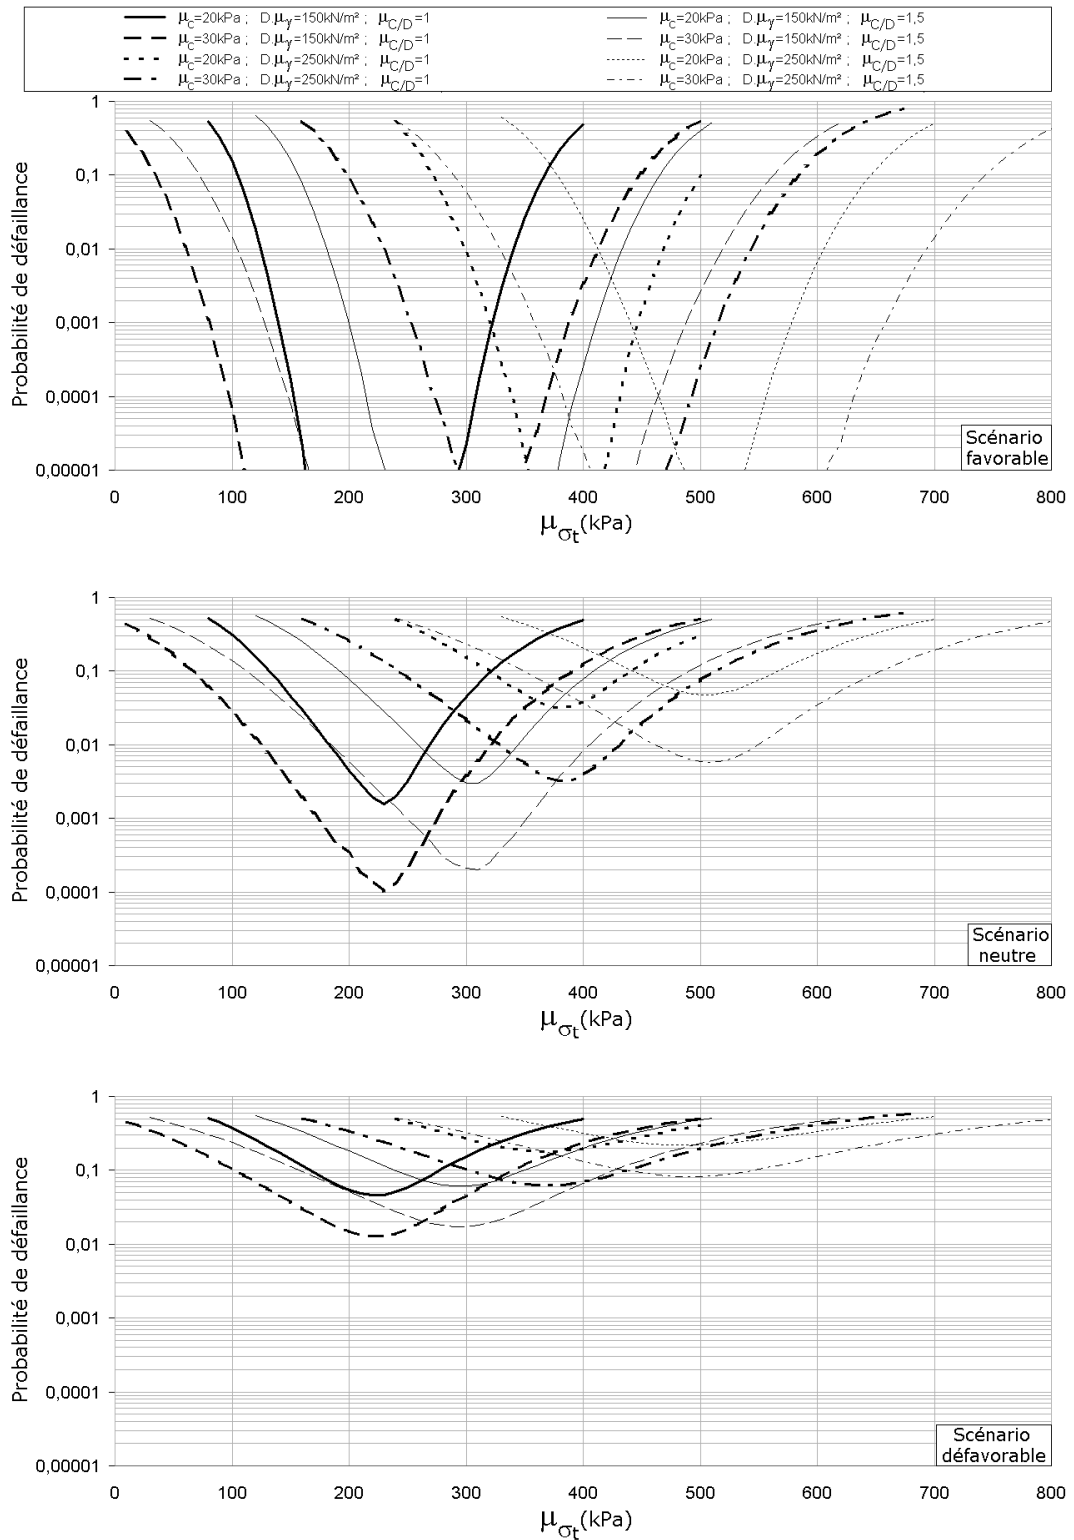 μc=20kPa ; D.μγ=150kN/m² ; μC/D=1
μc=30kPa ; D.μγ=150kN/m² ; μC/D=1
μc=20kPa ; D.μγ=250kN/m² ; μC/D=1
μc=30kPa ; D.μγ=250kN/m² ; μC/D=1
μc=20kPa ; D.μγ=150kN/m² ; μC/D=1,5
μc=30kPa ; D.μγ=150kN/m² ; μC/D=1,5
μc=20kPa ; D.μγ=250kN/m² ; μC/D=1,5
μc=30kPa ; D.μγ=250kN/m² ; μC/D=1,5
Probabilité de défaillance
1
0,1
0,01
0,001
0,0001
0,00001
Scénario
favorable
0 100 200 300 400 500 600 700 800
μσt(kPa)
Probabilité de défaillance
1
0,1
0,01
0,001
0,0001
0,00001
Scénario
neutre
0 100 200 300 400 500 600 700 800
μσt(kPa)
Probabilité de défaillance
1
0,1
0,01
0,001
0,0001
0,00001
Scénario
défavorable
0 100 200 300 400 500 600 700 800
μσt(kPa)